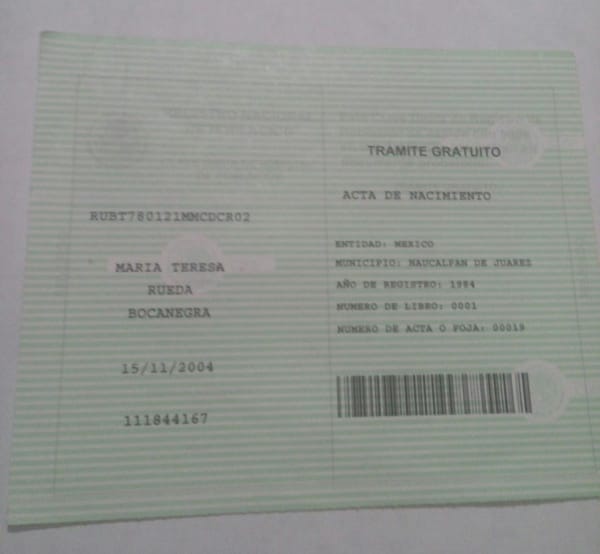 RUBT780121MMCDCR02
MARIA TERESA
RUEDA
BOCANEGRA
15/11/2004
111844167
TRAMITE GRATUITO
ACTA DE NACIMIENTO
ENTIDAD: MEXICO
MUNICIPIO: NAUCALPAN DE JUAREZ
AÑO DE REGISTRO: 1984
NUMERO DE LIBRO: 0001
NUMERO DE ACTA O FOJA: 00019